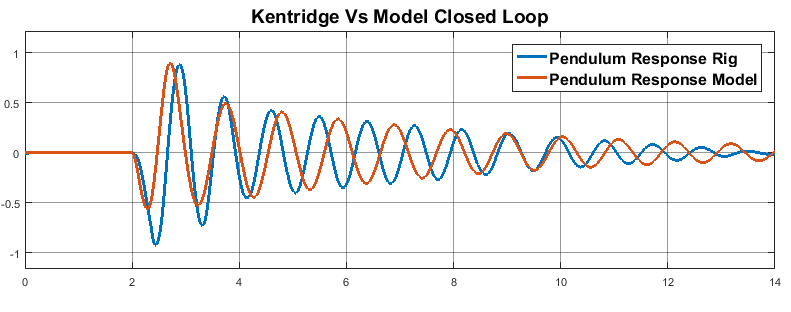 Kentridge Vs Model Closed Loop
Pendulum Response Rig
Pendulum Response Model
1
0.5
0
-0.5
-1
0 2 4 6 8 10 12 14